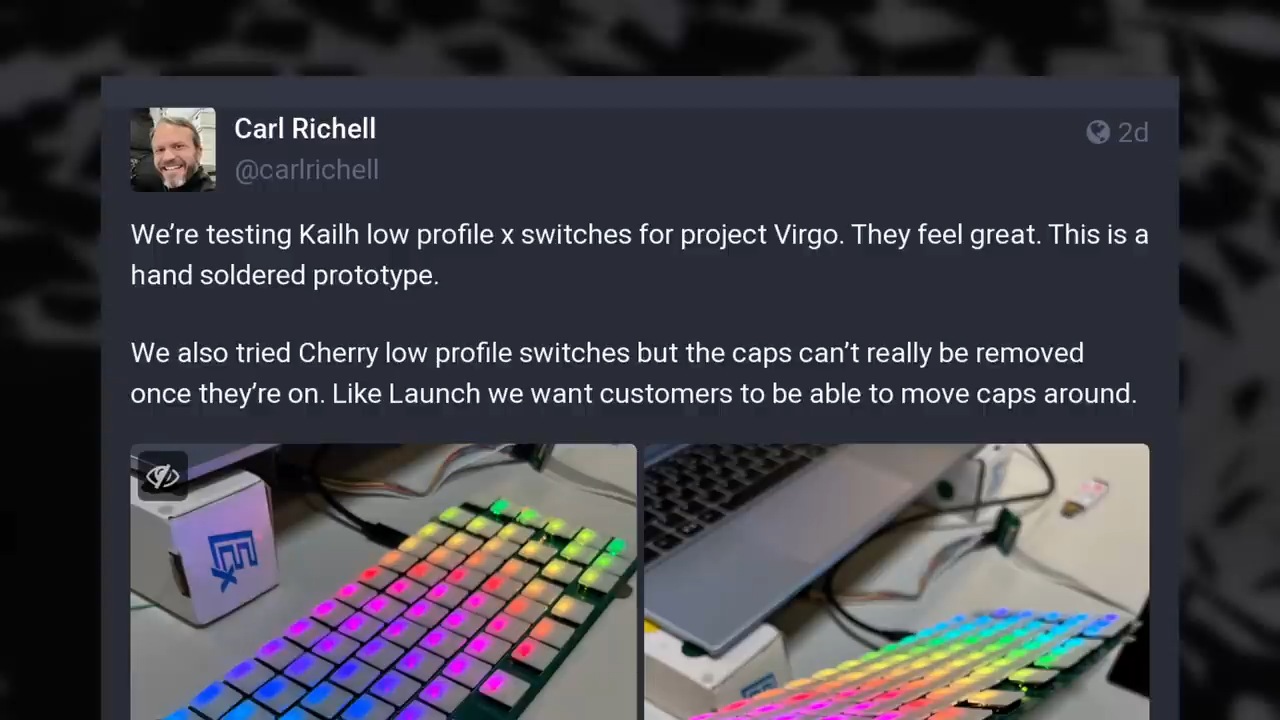 Carl Richell
2d
@carlrichell
We’re testing Kailh low profile x switches for project Virgo. They feel great. This is a
hand soldered prototype.
We also tried Cherry low profile switches but the caps can’t really be removed
once they’re on. Like Launch we want customers to be able to move caps around.